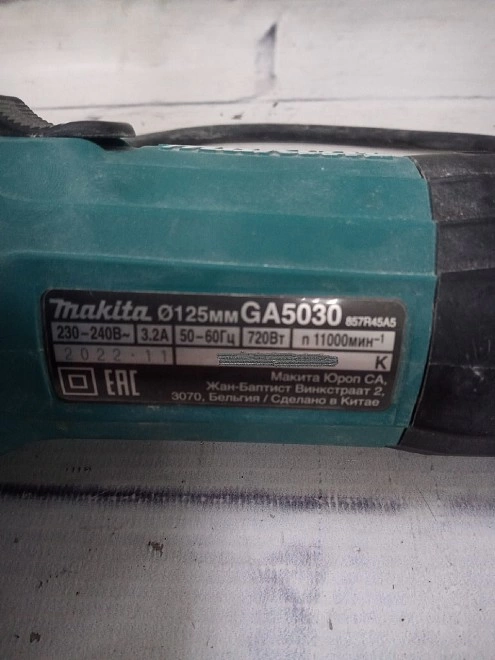 makita Ø125мм GA5030 857R45A5
230-240В~ 3.2A 50-60Гц 720Вт n 11000мин⁻¹
2022·11 K
EAC Макита Юроп СА,
Жан-Баптист Винкстраат 2,
3070, Бельгия / Сделано в Китае